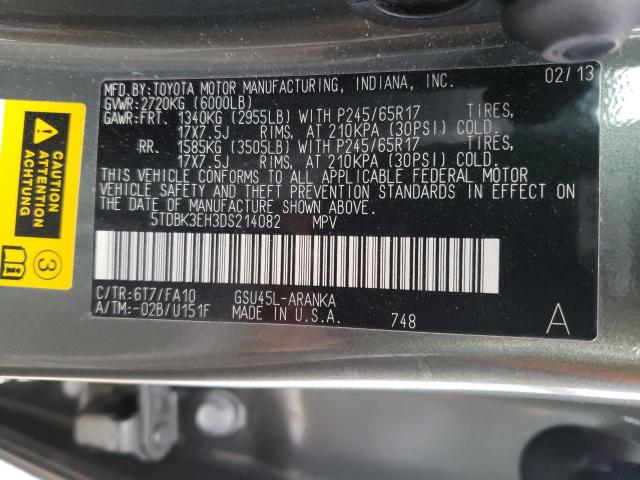 MFD. BY: TOYOTA MOTOR MANUFACTURING, INDIANA, INC. 02/13
GVWR: 2720KG (6000LB)
GAWR: FRT. 1340KG (2955LB) WITH P245/65R17 TIRES,
17X7.5J RIMS, AT 210KPA (30PSI) COLD.
RR. 1585KG (3505LB) WITH P245/65R17 TIRES,
17X7.5J RIMS, AT 210KPA (30PSI) COLD.
THIS VEHICLE CONFORMS TO ALL APPLICABLE FEDERAL MOTOR
VEHICLE SAFETY AND THEFT PREVENTION STANDARDS IN EFFECT ON
THE DATE OF MANUFACTURE SHOWN ABOVE.
5TDBK3EH3DS214082 MPV
C/TR: 6T7/FA10 GSU45L-ARANKA
A/TM: -02B/U151F MADE IN U.S.A. 748 A
CAUTION
ATTENTION
ACHTUNG
3